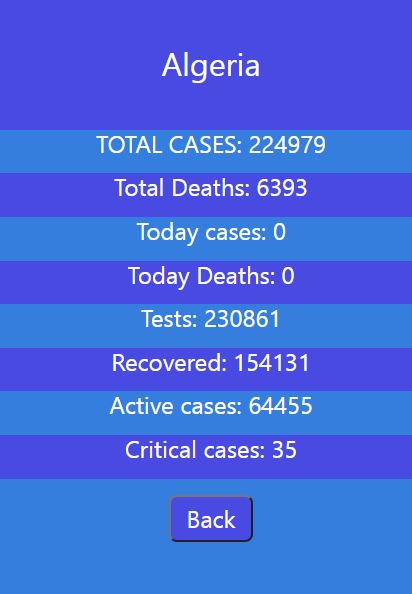 Algeria
TOTAL CASES: 224979
Total Deaths: 6393
Today cases: 0
Today Deaths: 0
Tests: 230861
Recovered: 154131
Active cases: 64455
Critical cases: 35
Back